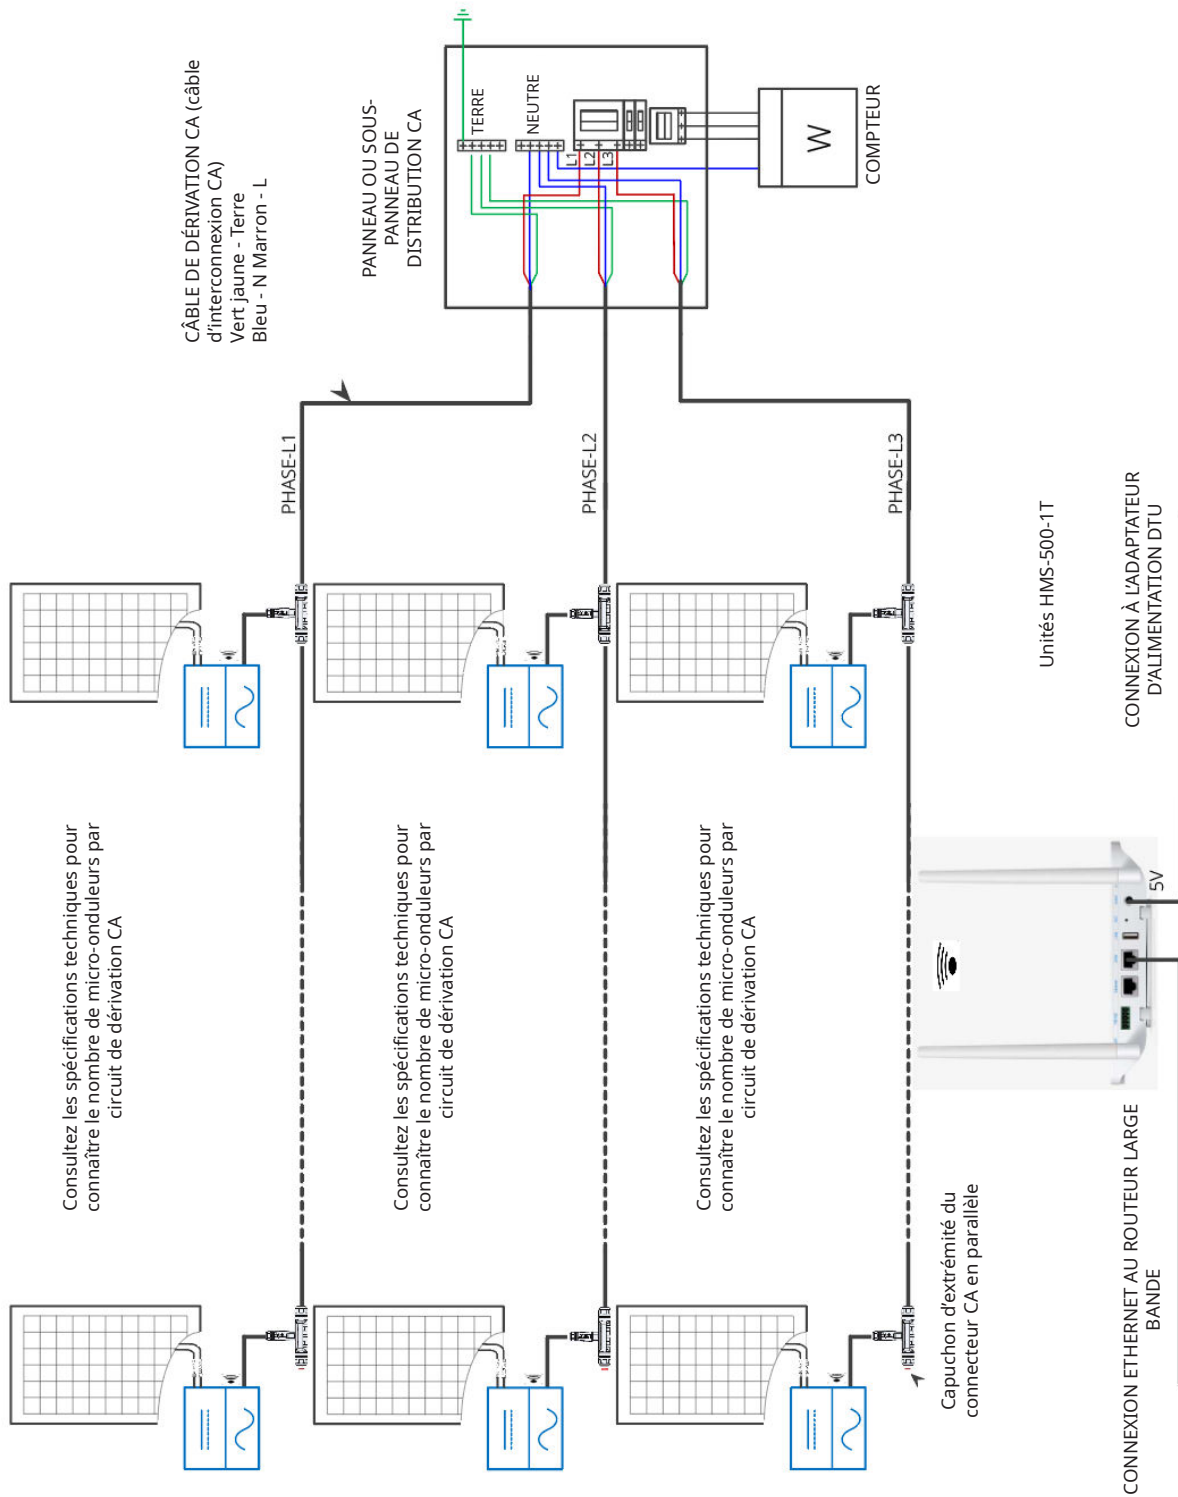 CÂBLE DE DÉRIVATION CA (câble
d'interconnexion CA)
Vert jaune - Terre
Bleu - N Marron - L
PANNEAU OU SOUS-
PANNEAU DE
DISTRIBUTION CA
TERRE
NEUTRE
L1
L2
L3
W
COMPTEUR
PHASE-L1
PHASE-L2
PHASE-L3
Consultez les spécifications techniques pour
connaître le nombre de micro-onduleurs par
circuit de dérivation CA
Consultez les spécifications techniques pour
connaître le nombre de micro-onduleurs par
circuit de dérivation CA
Consultez les spécifications techniques pour
connaître le nombre de micro-onduleurs par
circuit de dérivation CA
Unités HMS-500-1T
CONNEXION À L'ADAPTATEUR
D'ALIMENTATION DTU
5V
Capuchon d'extrémité du
connecteur CA en parallèle
CONNEXION ETHERNET AU ROUTEUR LARGE
BANDE